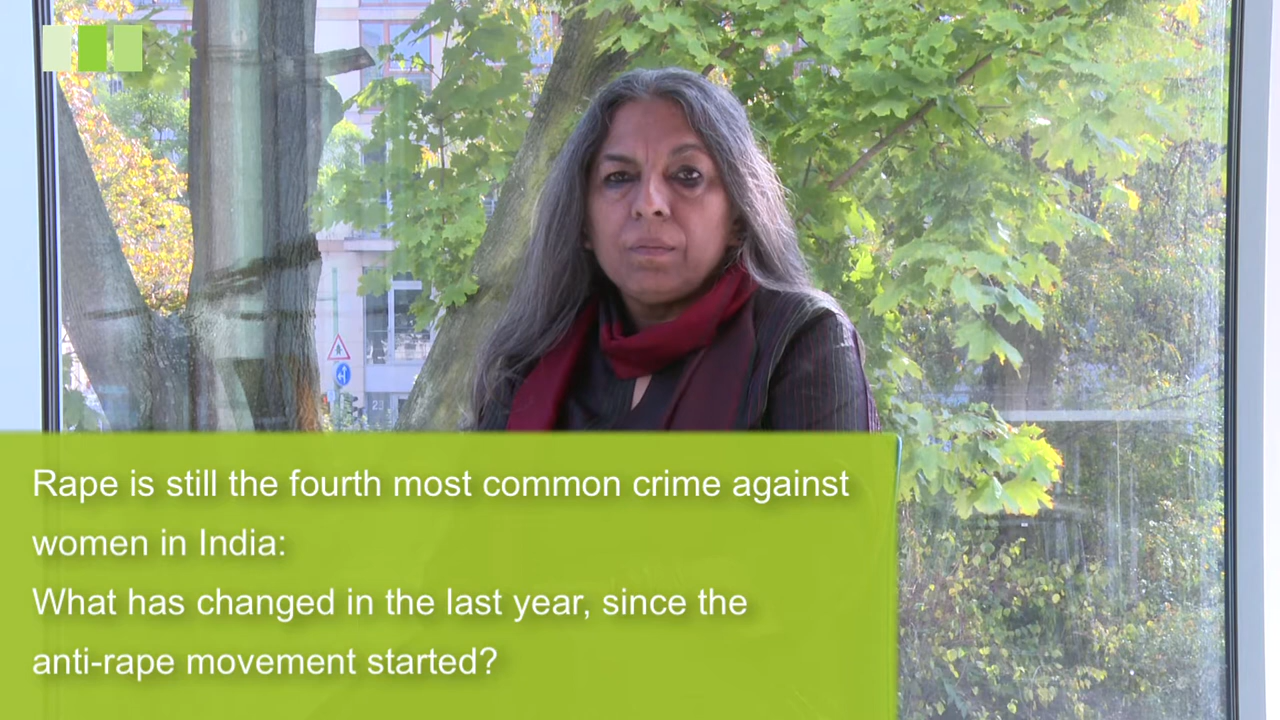 Rape is still the fourth most common crime against
women in India:
What has changed in the last year, since the
anti-rape movement started?